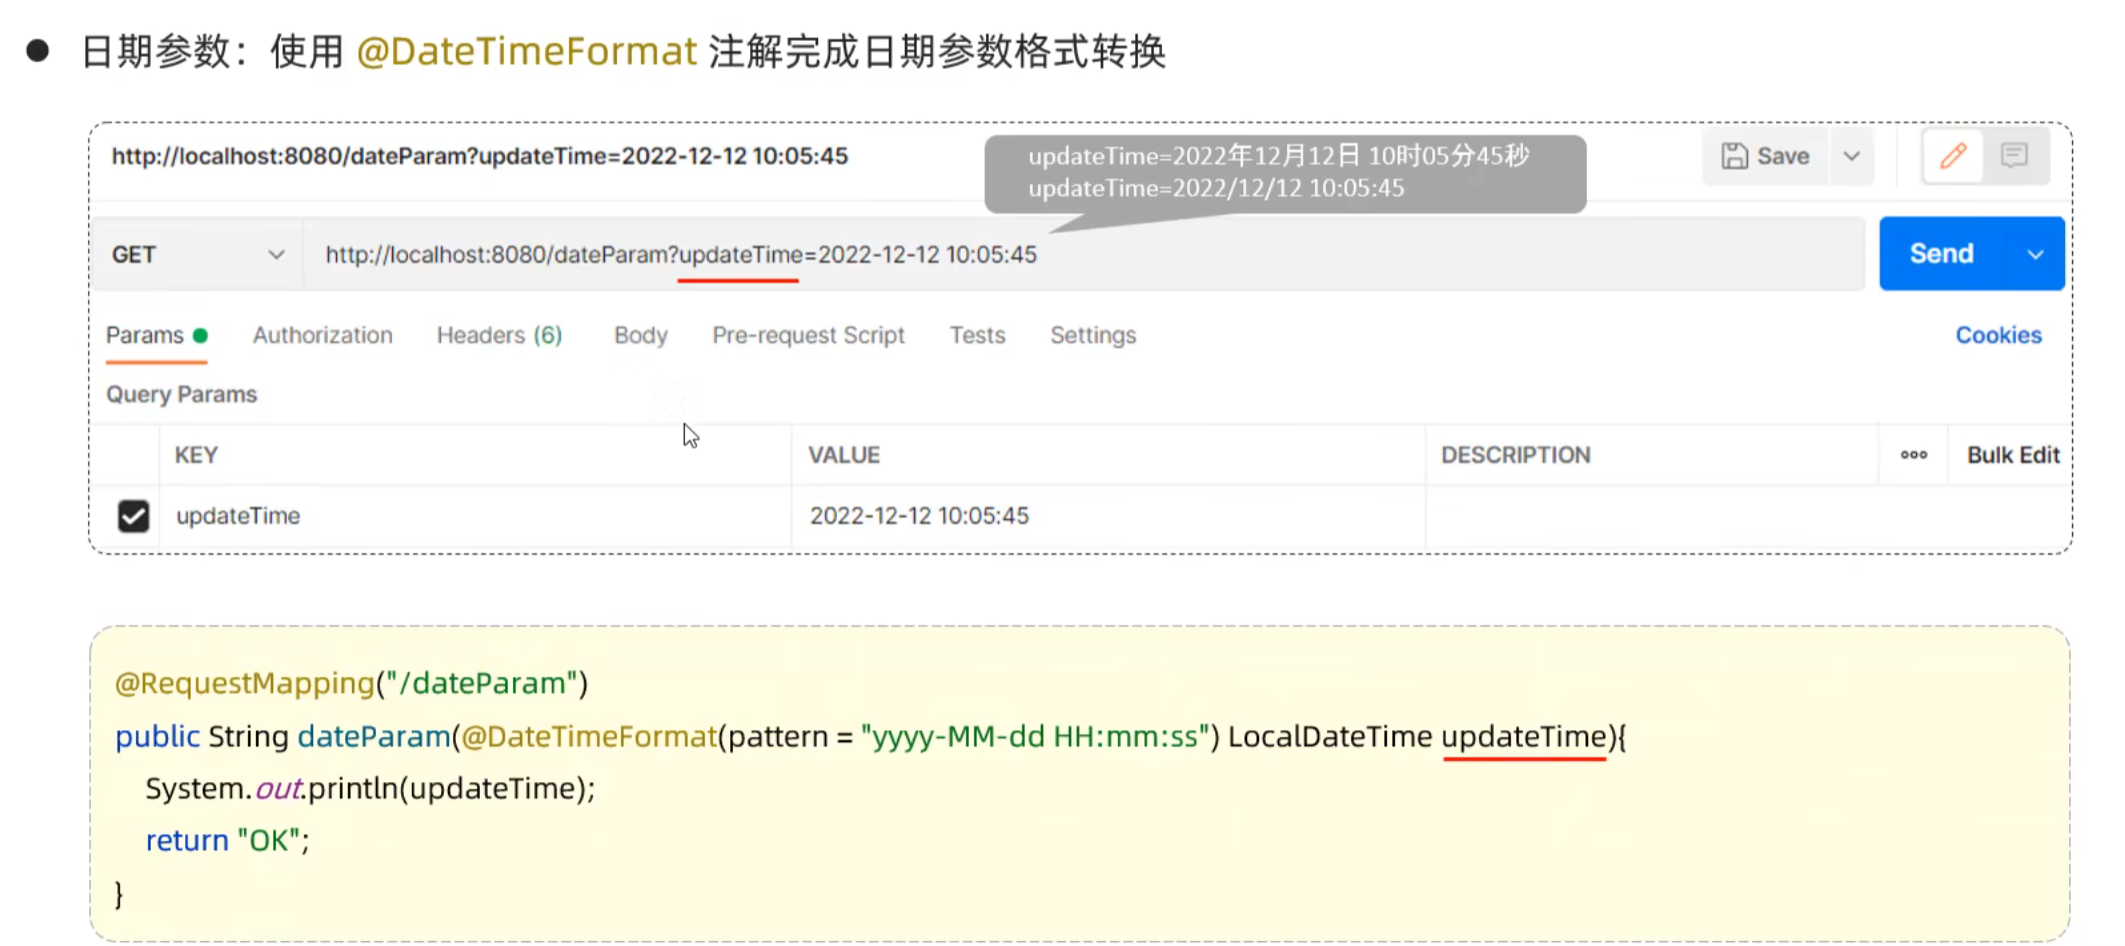 ● 日期参数：使用 @DateTimeFormat 注解完成日期参数格式转换
http://localhost:8080/dateParam?updateTime=2022-12-12 10:05:45
updateTime=2022年12月12日 10时05分45秒
updateTime=2022/12/12 10:05:45
Save
GET
http://localhost:8080/dateParam?updateTime=2022-12-12 10:05:45
Send
Params Authorization Headers (6) Body Pre-request Script Tests Settings Cookies
Query Params
KEY VALUE DESCRIPTION ooo Bulk Edit
updateTime 2022-12-12 10:05:45
@RequestMapping("/dateParam")
public String dateParam(@DateTimeFormat(pattern = "yyyy-MM-dd HH:mm:ss") LocalDateTime updateTime){
System.out.println(updateTime);
return "OK";
}